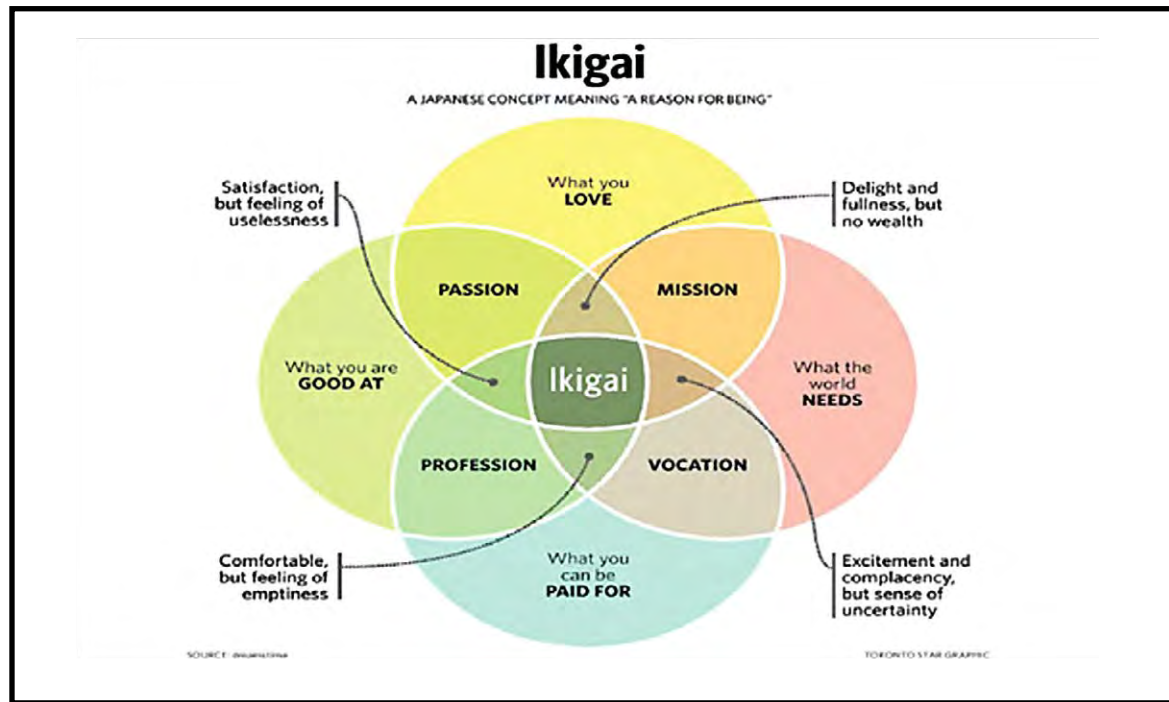 Ikigai
A JAPANESE CONCEPT MEANING "A REASON FOR BEING"
What you
LOVE
Satisfaction,
but feeling of
uselessness
Delight and
fullness, but
no wealth
PASSION
MISSION
What you are
GOOD AT
Ikigai
What the
world
NEEDS
PROFESSION
VOCATION
What you
can be
PAID FOR
Comfortable,
but feeling of
emptiness
Excitement and
complacency,
but sense of
uncertainty
SOURCE: dreamstime
TORONTO STAR GRAPHIC